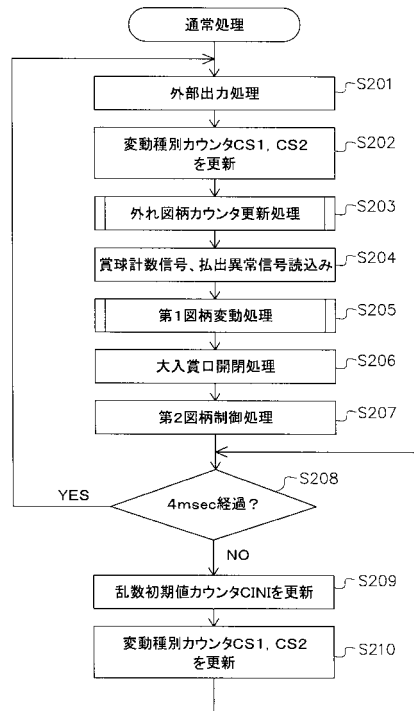 通常処理
外部出力処理
S201
変動種別カウンタCS1, CS2
を更新
S202
外れ図柄カウンタ更新処理
S203
賞球計数信号、払出異常信号読込み
S204
第1図柄変動処理
S205
大入賞口開閉処理
S206
第2図柄制御処理
S207
4msec経過?
S208
YES
NO
乱数初期値カウンタCINIを更新
S209
変動種別カウンタCS1, CS2
を更新
S210